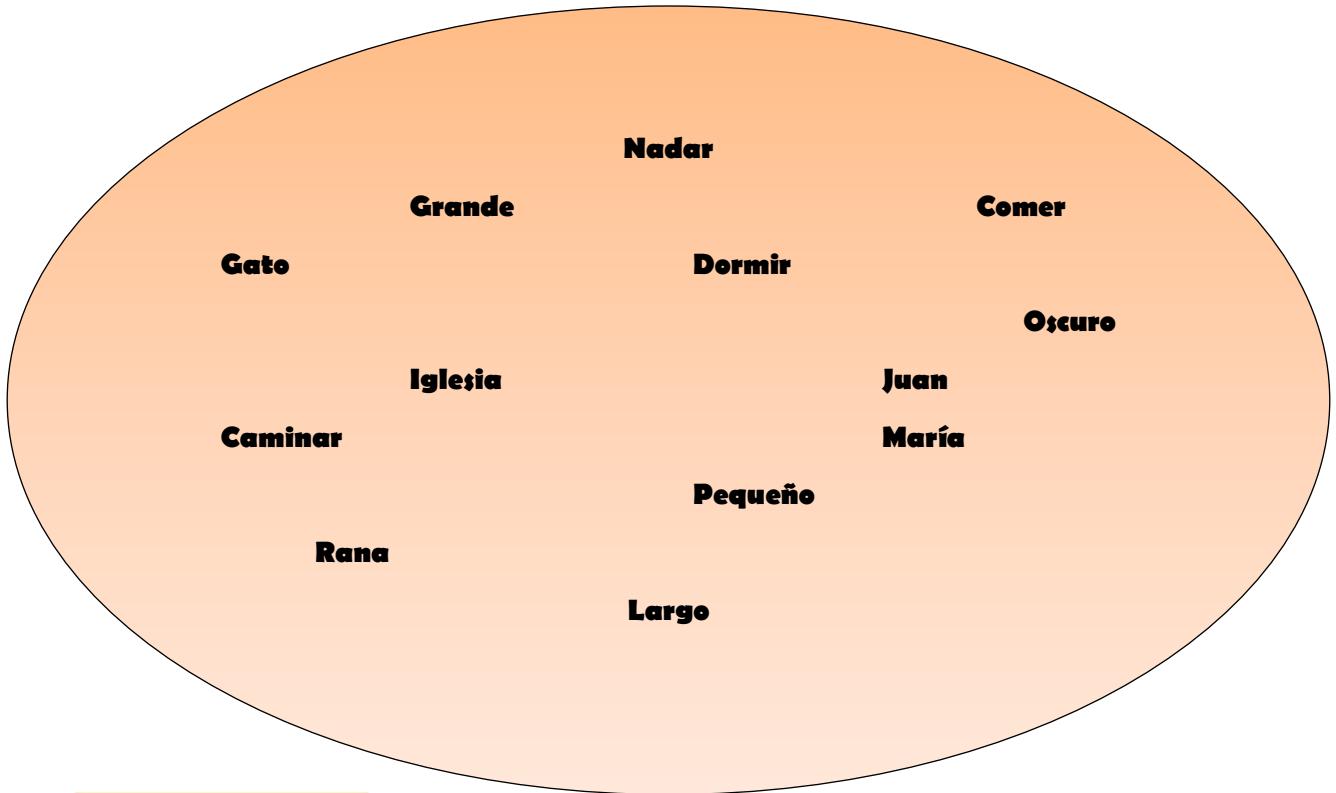 Nadar
Grande Comer
Gato Dormir
Oscuro
Iglesia Juan
Caminar María
Pequeño
Rana
Largo